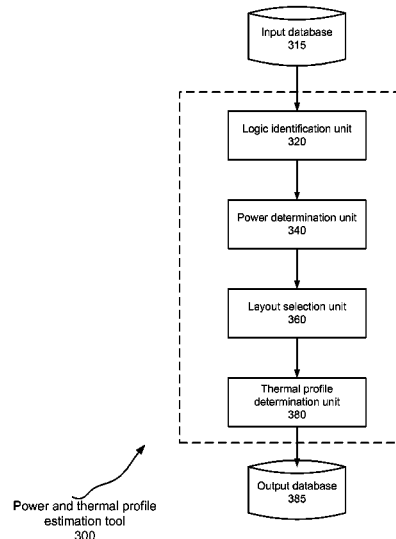 Input database
315
Logic identification unit
320
Power determination unit
340
Layout selection unit
360
Thermal profile
determination unit
380
Output database
385
Power and thermal profile
estimation tool
300